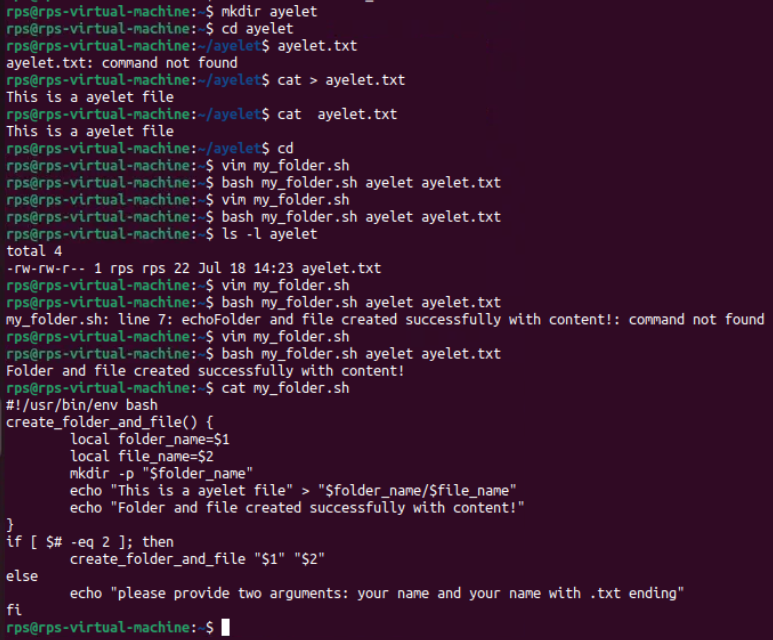 rps@rps-virtual-machine:~$ mkdir ayelet
rps@rps-virtual-machine:~$ cd ayelet
rps@rps-virtual-machine:~/ayelet$ ayelet.txt
ayelet.txt: command not found
rps@rps-virtual-machine:~/ayelet$ cat > ayelet.txt
This is a ayelet file
rps@rps-virtual-machine:~/ayelet$ cat  ayelet.txt
This is a ayelet file
rps@rps-virtual-machine:~/ayelet$ cd
rps@rps-virtual-machine:~$ vim my_folder.sh
rps@rps-virtual-machine:~$ bash my_folder.sh ayelet ayelet.txt
rps@rps-virtual-machine:~$ vim my_folder.sh
rps@rps-virtual-machine:~$ bash my_folder.sh ayelet ayelet.txt
rps@rps-virtual-machine:~$ ls -l ayelet
total 4
-rw-rw-r-- 1 rps rps 22 Jul 18 14:23 ayelet.txt
rps@rps-virtual-machine:~$ vim my_folder.sh
rps@rps-virtual-machine:~$ bash my_folder.sh ayelet ayelet.txt
my_folder.sh: line 7: echoFolder and file created successfully with content!: command not found
rps@rps-virtual-machine:~$ vim my_folder.sh
rps@rps-virtual-machine:~$ bash my_folder.sh ayelet ayelet.txt
Folder and file created successfully with content!
rps@rps-virtual-machine:~$ cat my_folder.sh
#!/usr/bin/env bash
create_folder_and_file() {
        local folder_name=$1
        local file_name=$2
        mkdir -p "$folder_name"
        echo "This is a ayelet file" > "$folder_name/$file_name"
        echo "Folder and file created successfully with content!"
}
if [ $# -eq 2 ]; then
        create_folder_and_file "$1" "$2"
else
        echo "please provide two arguments: your name and your name with .txt ending"
fi
rps@rps-virtual-machine:~$